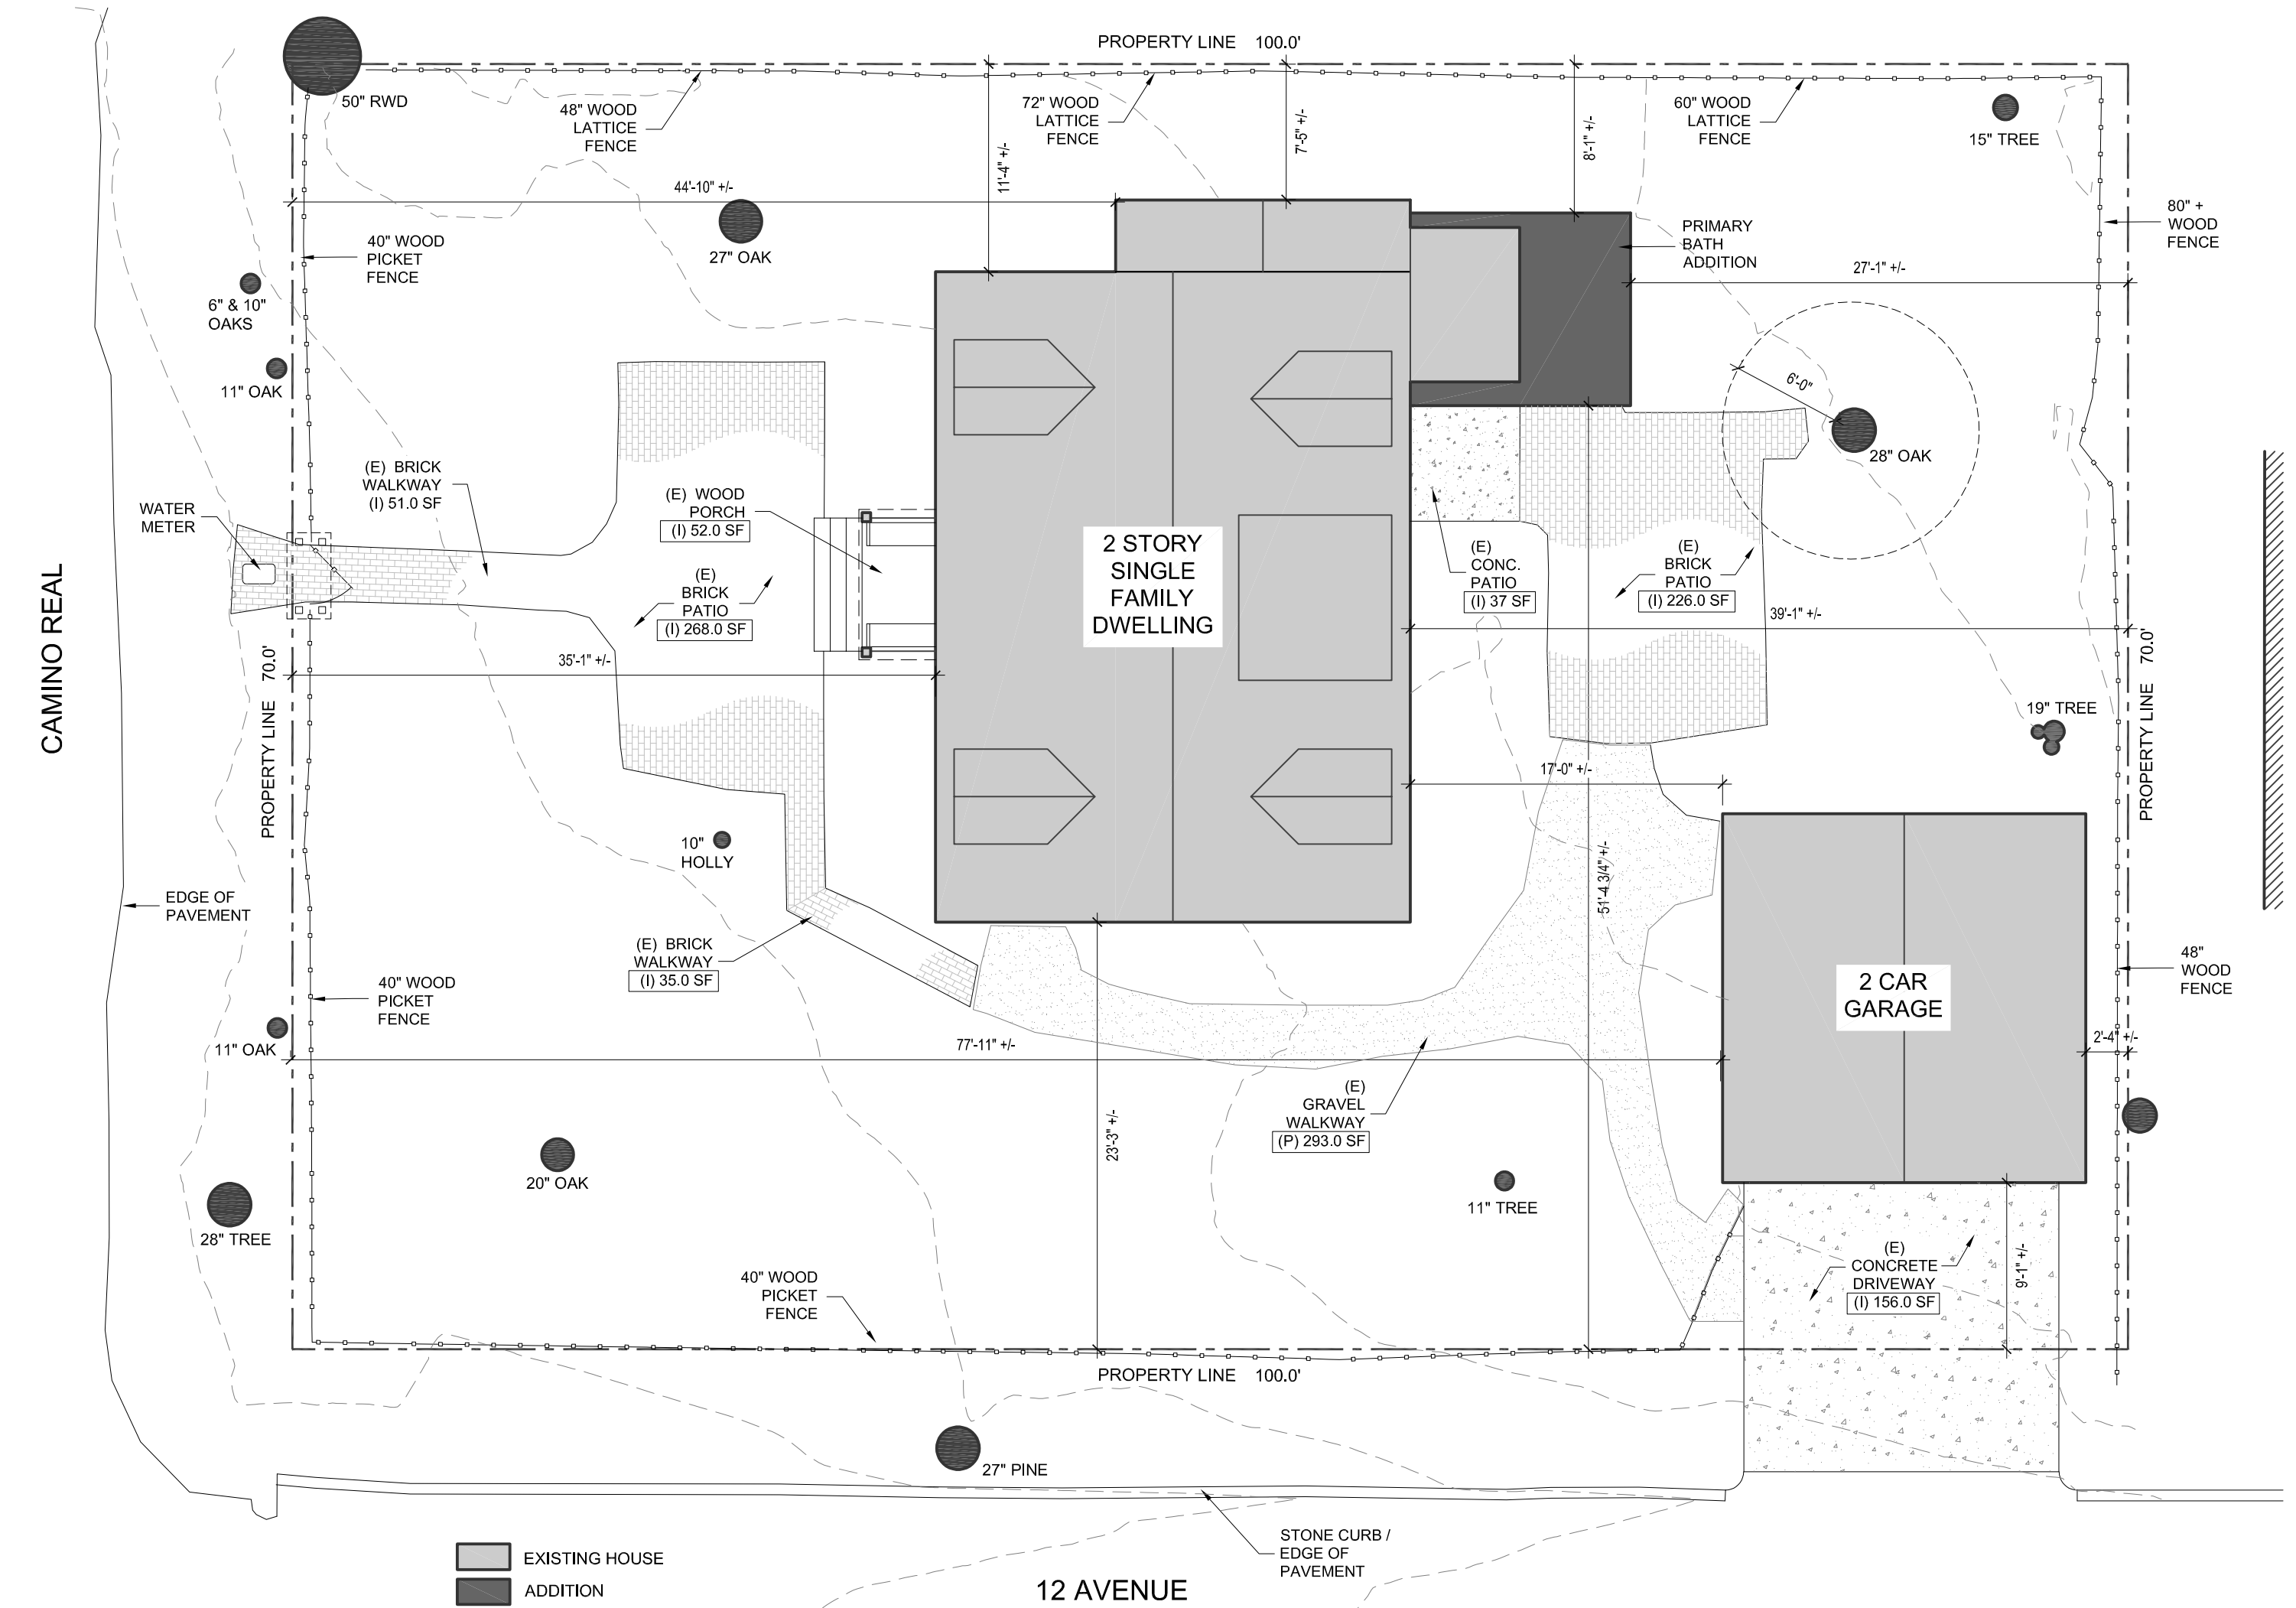 PROPERTY LINE 100.0'
50" RWD
48" WOOD
LATTICE
FENCE
72" WOOD
LATTICE
FENCE
60" WOOD
LATTICE
FENCE
15" TREE
11'-4" +/-
7'-5" +/-
8'-1" +/-
44'-10" +/-
27" OAK
40" WOOD
PICKET
FENCE
6" & 10"
OAKS
11" OAK
PRIMARY
BATH
ADDITION
80" +
WOOD
FENCE
27'-1" +/-
6'-0"
28" OAK
(E) BRICK
WALKWAY
(I) 51.0 SF
WATER
METER
(E) WOOD
PORCH
(I) 52.0 SF
(E)
BRICK
PATIO
(I) 268.0 SF
2 STORY
SINGLE
FAMILY
DWELLING
(E)
CONC.
PATIO
(I) 37 SF
(E)
BRICK
PATIO
(I) 226.0 SF
39'-1" +/-
35'-1" +/-
CAMINO REAL
PROPERTY LINE 70.0'
PROPERTY LINE 70.0'
19" TREE
17'-0" +/-
51'-4 3/4" +/-
10"
HOLLY
EDGE OF
PAVEMENT
(E) BRICK
WALKWAY
(I) 35.0 SF
40" WOOD
PICKET
FENCE
11" OAK
77'-11" +/-
2 CAR
GARAGE
48"
WOOD
FENCE
2'-4" +/-
(E)
GRAVEL
WALKWAY
(P) 293.0 SF
23'-3" +/-
20" OAK
28" TREE
11" TREE
(E)
CONCRETE
DRIVEWAY
(I) 156.0 SF
9'-1" +/-
40" WOOD
PICKET
FENCE
PROPERTY LINE 100.0'
27" PINE
STONE CURB /
EDGE OF
PAVEMENT
EXISTING HOUSE
ADDITION
12 AVENUE